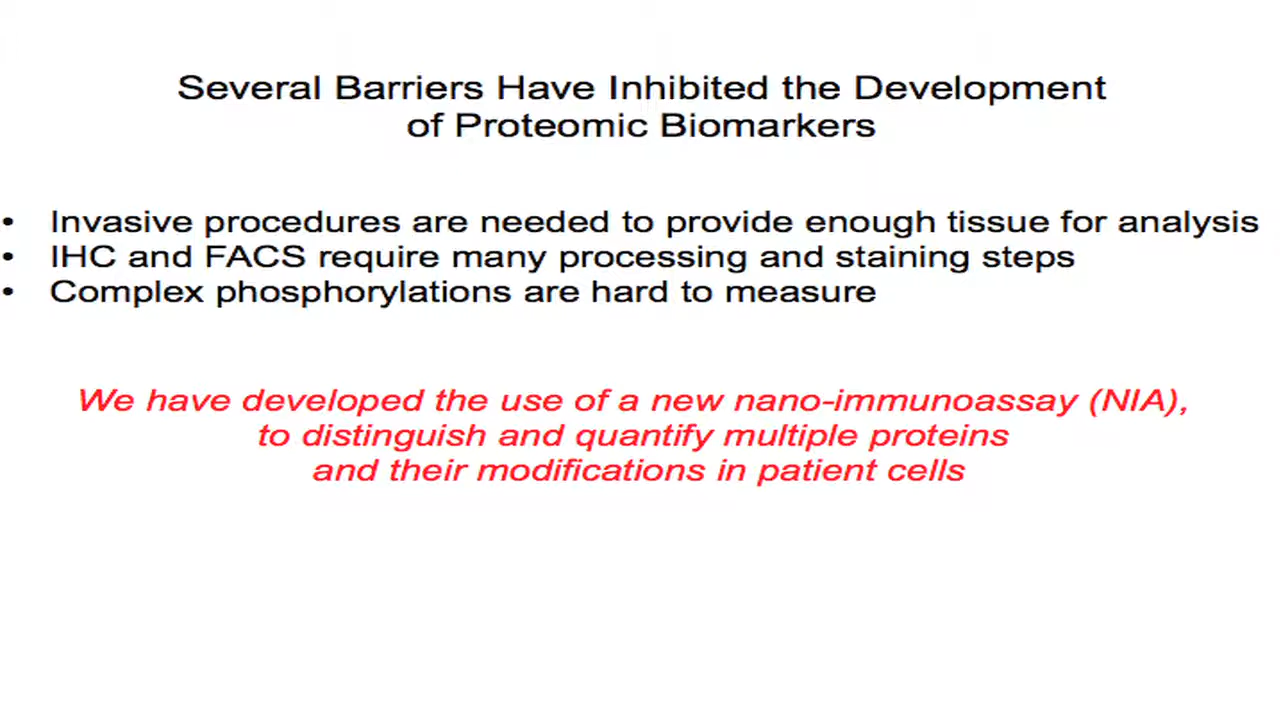 Several Barriers Have Inhibited the Development
of Proteomic Biomarkers
• Invasive procedures are needed to provide enough tissue for analysis
• IHC and FACS require many processing and staining steps
• Complex phosphorylations are hard to measure
We have developed the use of a new nano-immunoassay (NIA),
to distinguish and quantify multiple proteins
and their modifications in patient cells